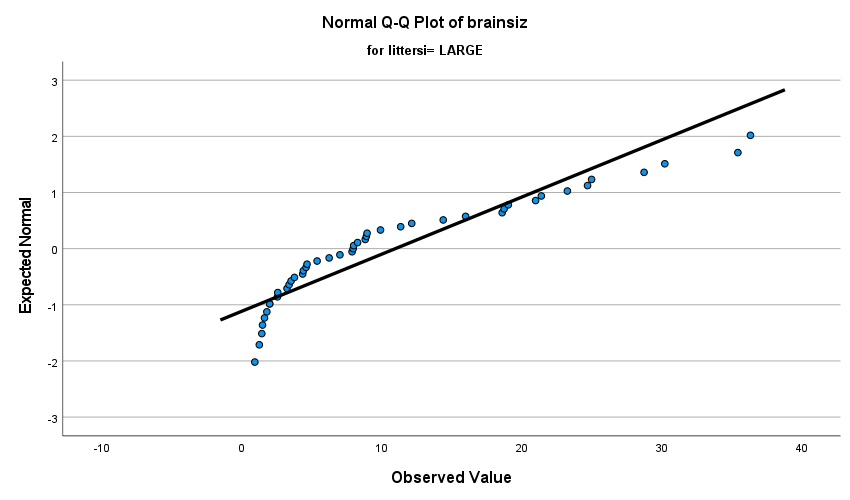 Normal Q-Q Plot of brainsiz
for littersi= LARGE
3
2
1
0
-1
-2
-3
Expected Normal
-10 0 10 20 30 40
Observed Value